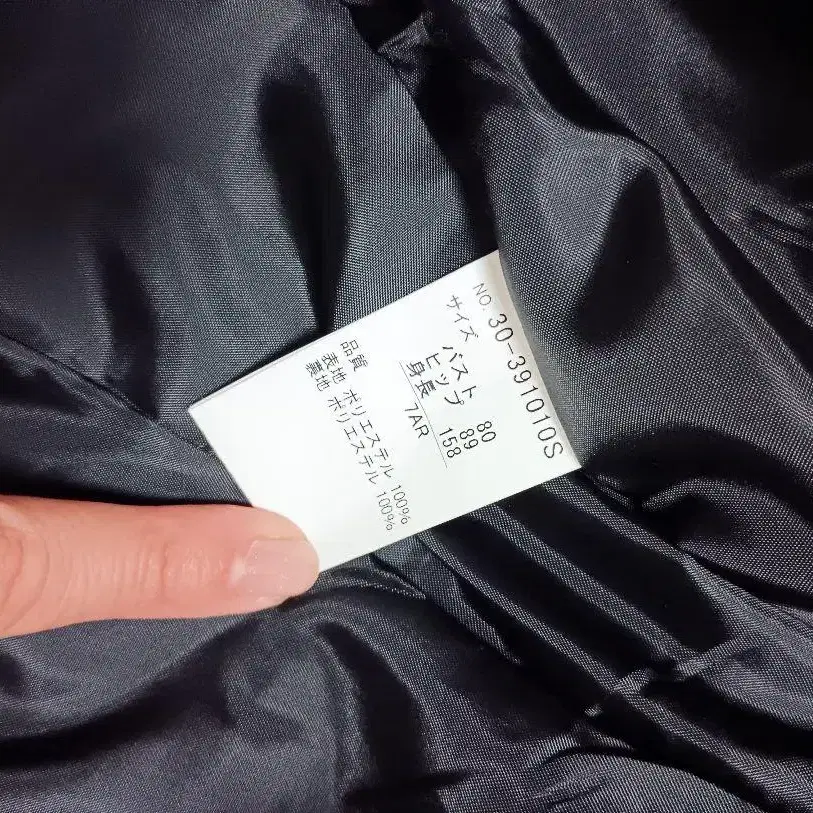 NO. 30-391010S
サイズ バスト 80
ヒップ 89
身長 158
7AR
品質
表地 ポリエステル 100%
裏地 ポリエステル 100%